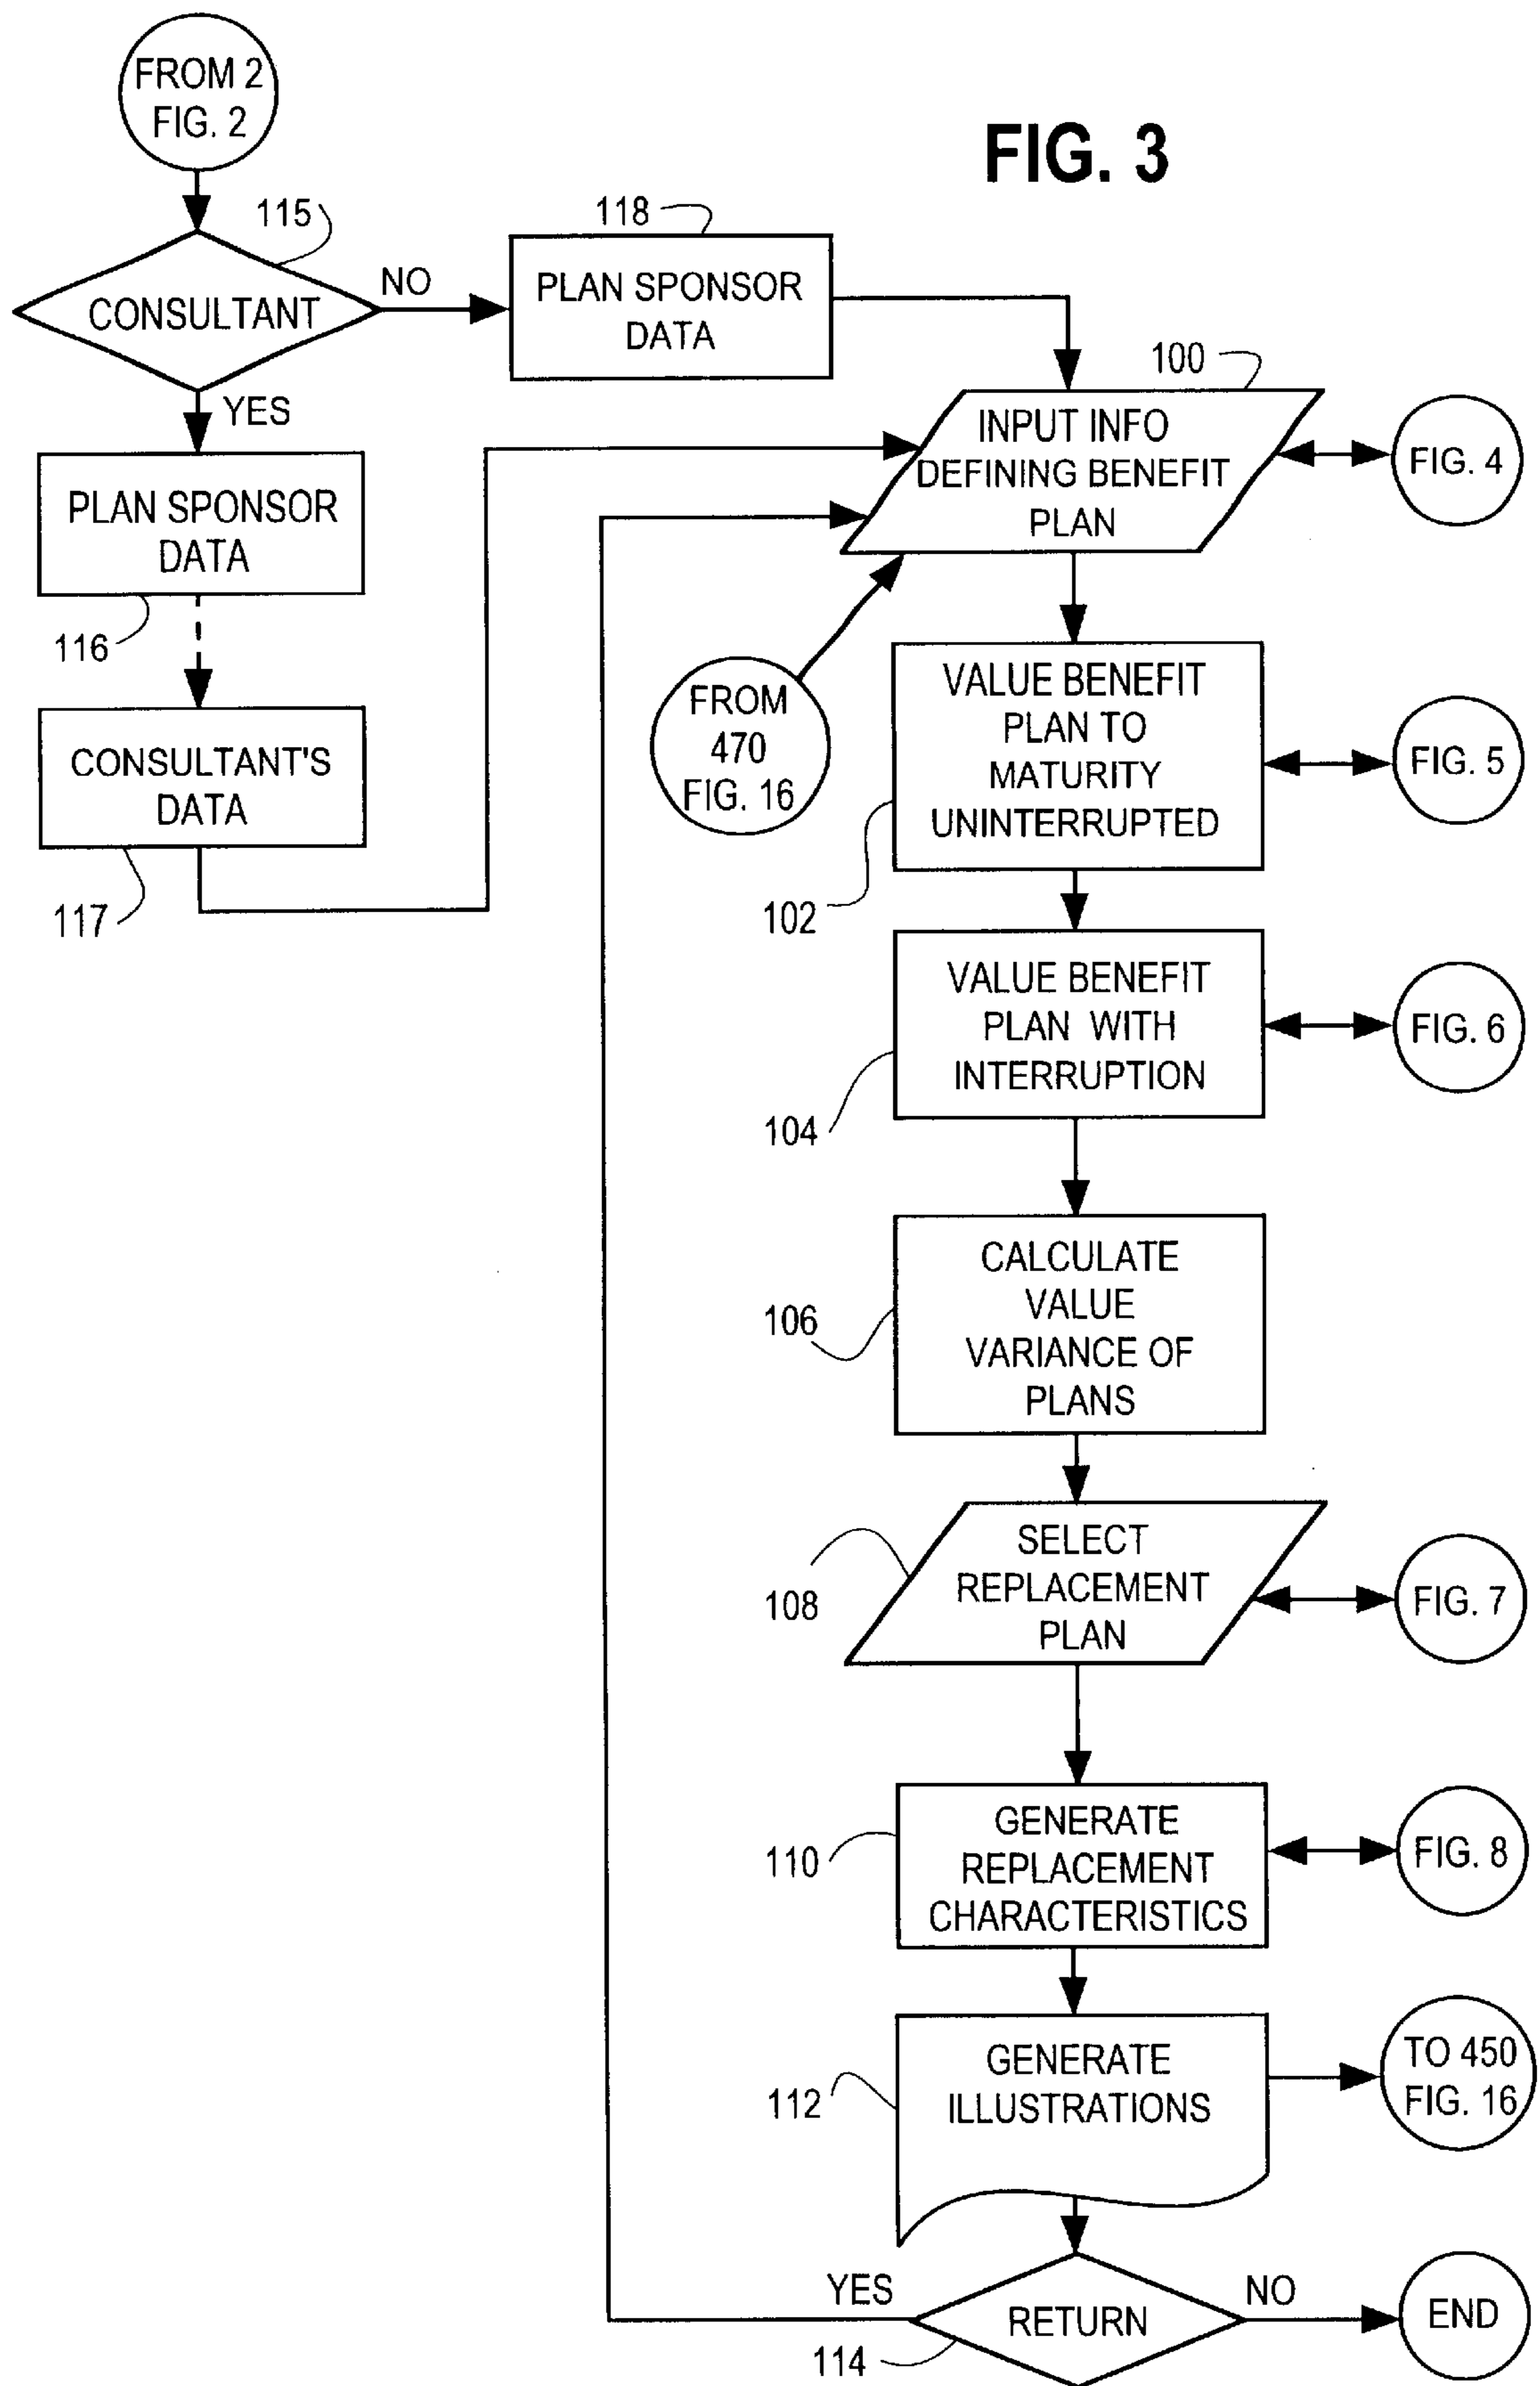 FROM 2
FIG. 2
FIG. 3
115
118
CONSULTANT
NO
PLAN SPONSOR
DATA
YES
100
INPUT INFO
DEFINING BENEFIT
PLAN
FIG. 4
PLAN SPONSOR
DATA
116
CONSULTANT'S
DATA
117
FROM
470
FIG. 16
VALUE BENEFIT
PLAN TO
MATURITY
UNINTERRUPTED
FIG. 5
102
VALUE BENEFIT
PLAN WITH
INTERRUPTION
FIG. 6
104
CALCULATE
VALUE
VARIANCE OF
PLANS
106
SELECT
REPLACEMENT
PLAN
FIG. 7
108
GENERATE
REPLACEMENT
CHARACTERISTICS
FIG. 8
110
GENERATE
ILLUSTRATIONS
TO 450
FIG. 16
112
YES
RETURN
NO
END
114